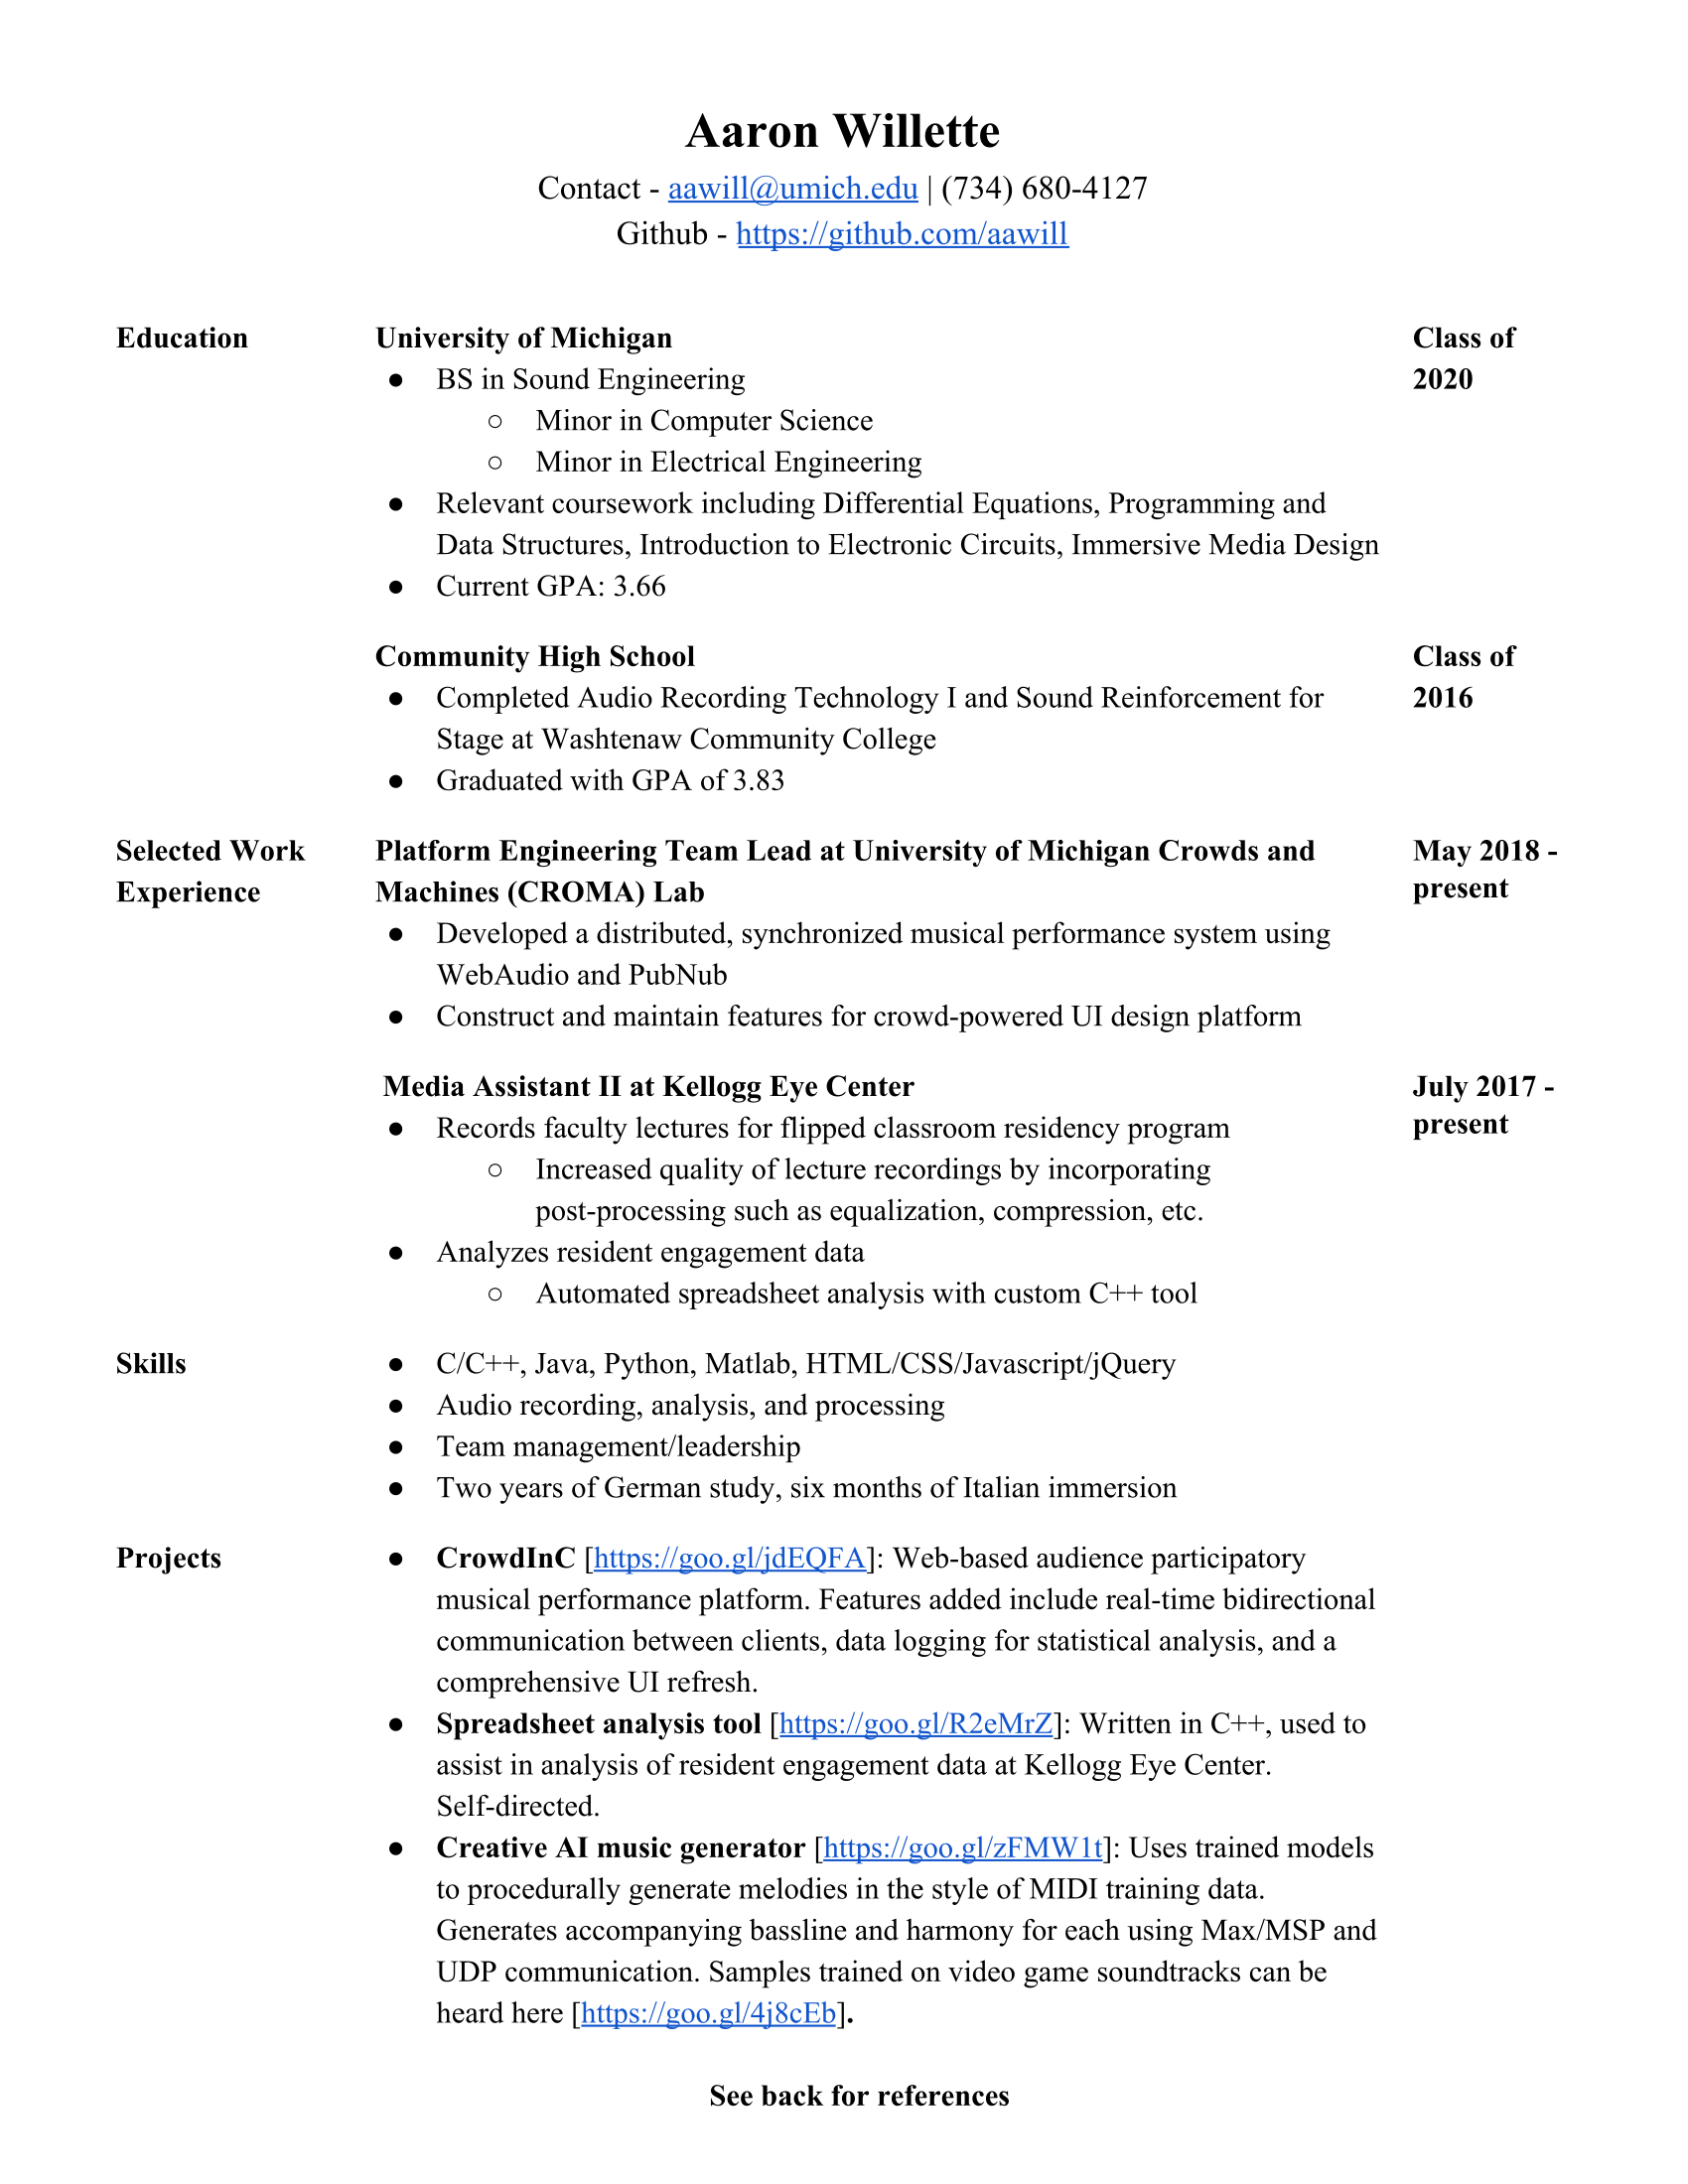 Aaron Willette
Contact - aawill@umich.edu | (734) 680-4127
Github - https://github.com/aawill
Education
University of Michigan
Class of
2020
● BS in Sound Engineering
○ Minor in Computer Science
○ Minor in Electrical Engineering
● Relevant coursework including Differential Equations, Programming and
Data Structures, Introduction to Electronic Circuits, Immersive Media Design
● Current GPA: 3.66
Community High School
Class of
2016
● Completed Audio Recording Technology I and Sound Reinforcement for
Stage at Washtenaw Community College
● Graduated with GPA of 3.83
Selected Work
Experience
Platform Engineering Team Lead at University of Michigan Crowds and
Machines (CROMA) Lab
May 2018 -
present
● Developed a distributed, synchronized musical performance system using
WebAudio and PubNub
● Construct and maintain features for crowd-powered UI design platform
Media Assistant II at Kellogg Eye Center
July 2017 -
present
● Records faculty lectures for flipped classroom residency program
○ Increased quality of lecture recordings by incorporating
post-processing such as equalization, compression, etc.
● Analyzes resident engagement data
○ Automated spreadsheet analysis with custom C++ tool
Skills
● C/C++, Java, Python, Matlab, HTML/CSS/Javascript/jQuery
● Audio recording, analysis, and processing
● Team management/leadership
● Two years of German study, six months of Italian immersion
Projects
● CrowdInC [https://goo.gl/jdEQFA]: Web-based audience participatory
musical performance platform. Features added include real-time bidirectional
communication between clients, data logging for statistical analysis, and a
comprehensive UI refresh.
● Spreadsheet analysis tool [https://goo.gl/R2eMrZ]: Written in C++, used to
assist in analysis of resident engagement data at Kellogg Eye Center.
Self-directed.
● Creative AI music generator [https://goo.gl/zFMW1t]: Uses trained models
to procedurally generate melodies in the style of MIDI training data.
Generates accompanying bassline and harmony for each using Max/MSP and
UDP communication. Samples trained on video game soundtracks can be
heard here [https://goo.gl/4j8cEb].
See back for references